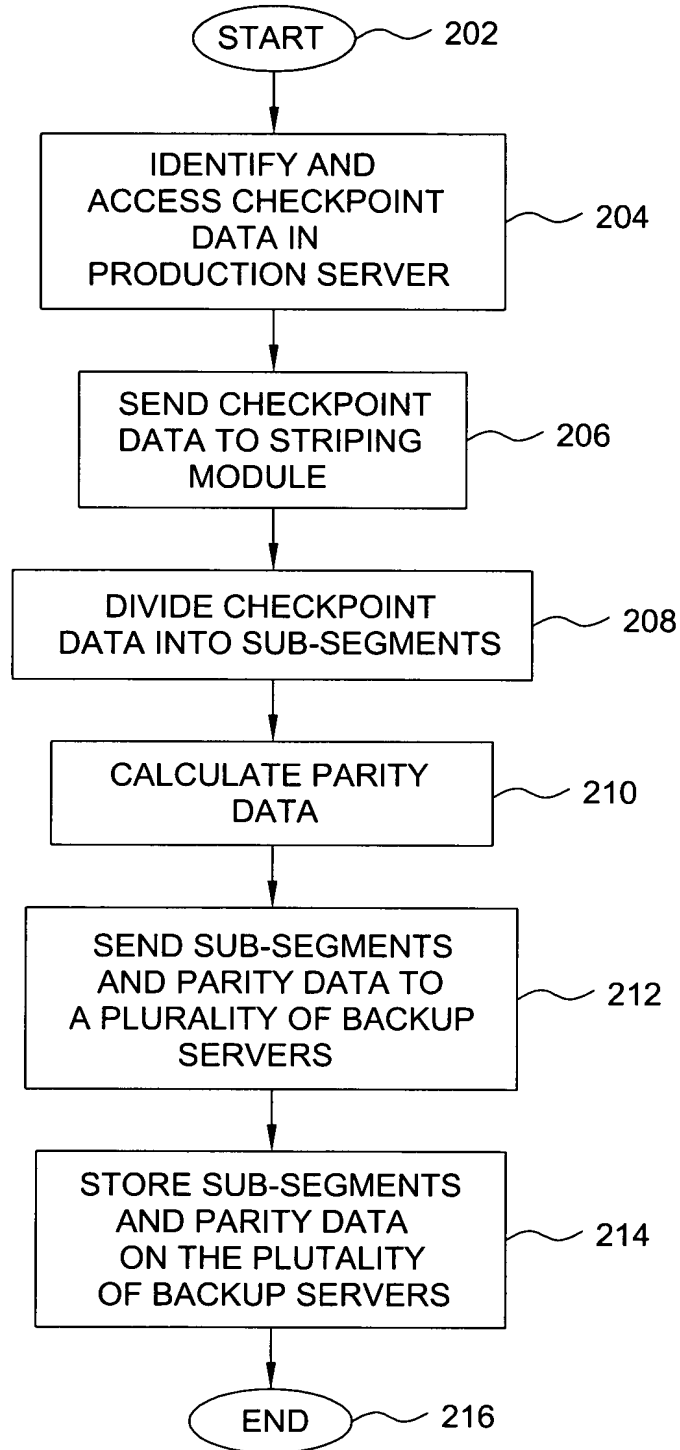 START
202
IDENTIFY AND
ACCESS CHECKPOINT
DATA IN
PRODUCTION SERVER
204
SEND CHECKPOINT
DATA TO STRIPING
MODULE
206
DIVIDE CHECKPOINT
DATA INTO SUB-SEGMENTS
208
CALCULATE PARITY
DATA
210
SEND SUB-SEGMENTS
AND PARITY DATA TO
A PLURALITY OF BACKUP
SERVERS
212
STORE SUB-SEGMENTS
AND PARITY DATA
ON THE PLUTALITY
OF BACKUP SERVERS
214
END
216